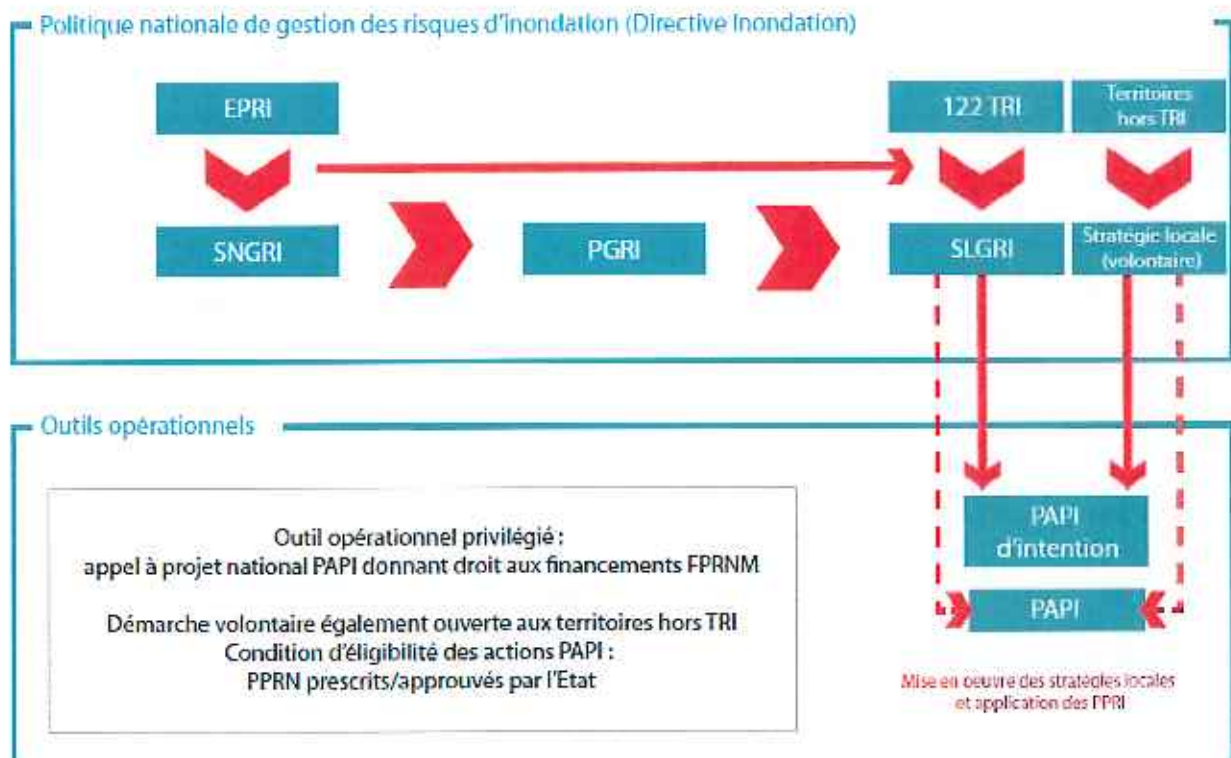 Politique nationale de gestion des risques d'inondation (Directive Inondation)
EPRI
122 TRI
Territoires
hors TRI
SNGRI
PGRI
SLGRI
Stratégie locale
(volontaire)
Outils opérationnels
Outil opérationnel privilégié :
appel à projet national PAPI donnant droit aux financements FPRNM
Démarche volontaire également ouverte aux territoires hors TRI
Condition d'éligibilité des actions PAPI :
PPRN prescrits/approuvés par l'Etat
PAPI
d'intention
PAPI
Mise en oeuvre des stratégies locales
et application des PPRI